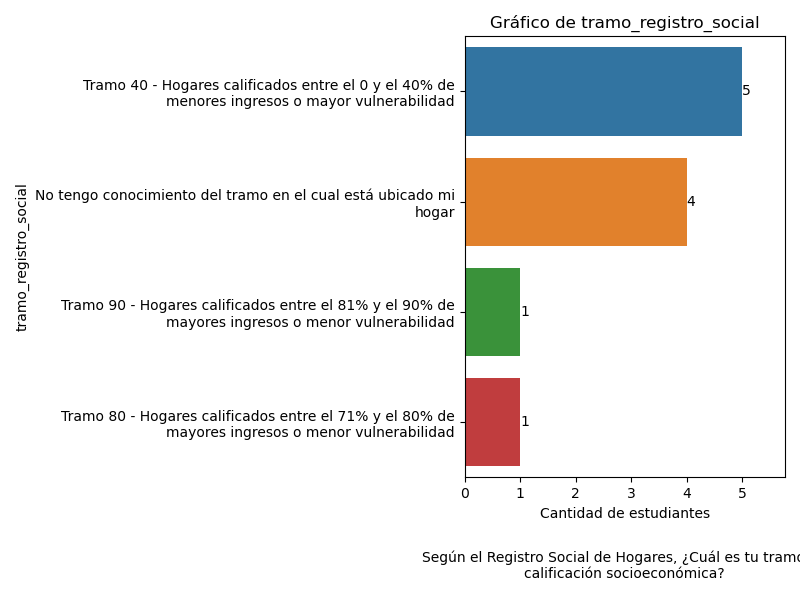 Gráfico de tramo_registro_social
Tramo 40 - Hogares calificados entre el 0 y el 40% de
menores ingresos o mayor vulnerabilidad
5
No tengo conocimiento del tramo en el cual está ubicado mi
hogar
4
Tramo 90 - Hogares calificados entre el 81% y el 90% de
mayores ingresos o menor vulnerabilidad
1
Tramo 80 - Hogares calificados entre el 71% y el 80% de
mayores ingresos o menor vulnerabilidad
1
tramo_registro_social
0 1 2 3 4 5
Cantidad de estudiantes
Según el Registro Social de Hogares, ¿Cuál es tu tramo
calificación socioeconómica?